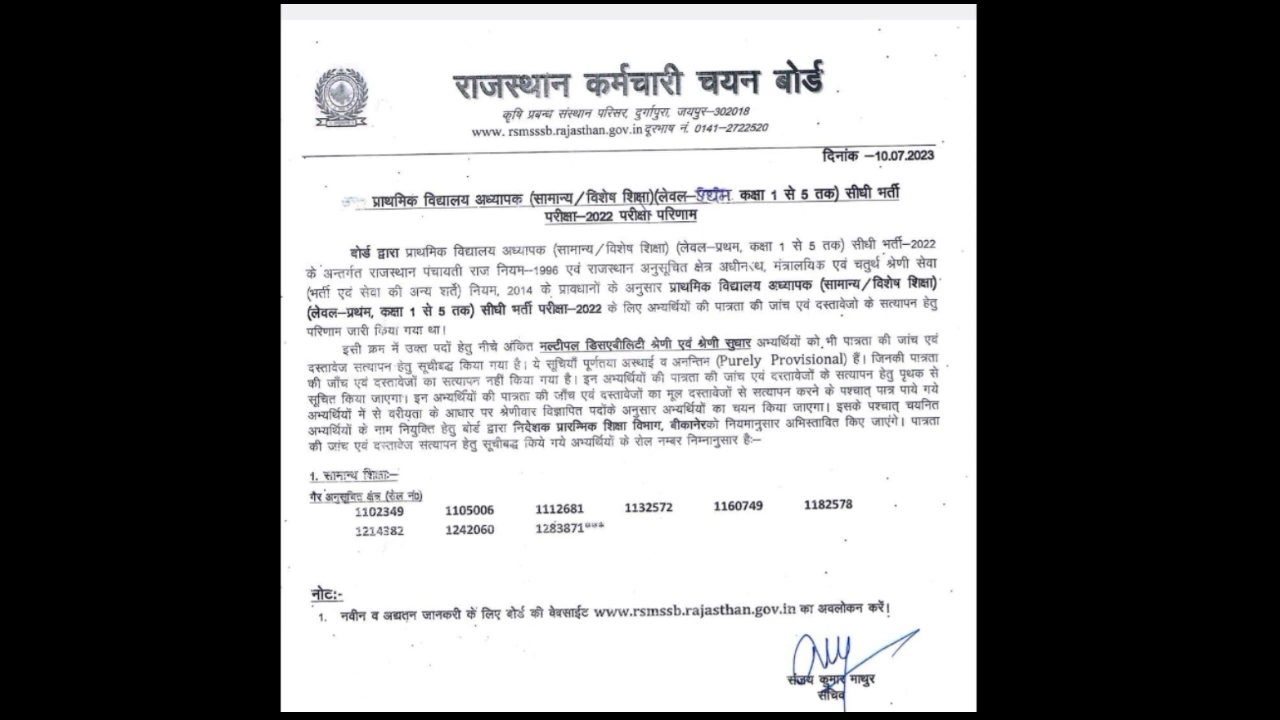 राजस्थान कर्मचारी चयन बोर्ड
कृषि प्रबन्ध संस्थान परिसर, दुर्गापुरा, जयपुर–302018
www. rsmsssb.rajasthan.gov.in दूरभाष नं. 0141–2722520
दिनांक –10.07.2023
प्राथमिक विद्यालय अध्यापक (सामान्य/विशेष शिक्षा)(लेवल–प्रथम कक्षा 1 से 5 तक) सीधी भर्ती
परीक्षा–2022 परीक्षा परिणाम
बोर्ड द्वारा प्राथमिक विद्यालय अध्यापक (सामान्य/विशेष शिक्षा) (लेवल–प्रथम, कक्षा 1 से 5 तक) सीधी भर्ती–2022
के अन्तर्गत राजस्थान पंचायती राज नियम–1996 एवं राजस्थान अनुसूचित क्षेत्र अधीनस्थ, मंत्रालयिक एवं चतुर्थ श्रेणी सेवा
(भर्ती एवं सेवा की अन्य शर्तें) नियम, 2014 के प्रावधानों के अनुसार प्राथमिक विद्यालय अध्यापक (सामान्य/विशेष शिक्षा)
(लेवल–प्रथम, कक्षा 1 से 5 तक) सीधी भर्ती परीक्षा–2022 के लिए अभ्यर्थियों की पात्रता की जांच एवं दस्तावेजो के सत्यापन हेतु
परिणाम जारी किया गया था।
इसी क्रम में उक्त पदों हेतु नीचे अंकित मल्टीपल डिसएबीलिटी श्रेणी एवं श्रेणी सुधार अभ्यर्थियों को भी पात्रता की जांच एवं
दस्तावेज सत्यापन हेतु सूचीबद्ध किया गया है। ये सूचियाँ पूर्णतया अस्थाई व अनन्तिम (Purely Provisional) हैं। जिनकी पात्रता
की जाँच एवं दस्तावेजों का सत्यापन नहीं किया गया है। इन अभ्यर्थियों की पात्रता की जांच एवं दस्तावेजों के सत्यापन हेतु पृथक से
सूचित किया जाएगा। इन अभ्यर्थियों की पात्रता की जाँच एवं दस्तावेजों का मूल दस्तावेजों से सत्यापन करने के पश्चात् पात्र पाये गये
अभ्यर्थियों में से वरीयता के आधार पर श्रेणीवार विज्ञापित पदोंके अनुसार अभ्यर्थियों का चयन किया जाएगा। इसके पश्चात् चयनित
अभ्यर्थियों के नाम नियुक्ति हेतु बोर्ड द्वारा निदेशक प्रारम्भिक शिक्षा विभाग, बीकानेरको नियमानुसार अभिस्तावित किए जाएंगे। पात्रता
की जांच एवं दस्तावेज सत्यापन हेतु सूचीबद्ध किये गये अभ्यर्थियों के रोल नम्बर निम्नानुसार है:–
1. सामान्य शिक्षा:–
गैर अनुसूचित क्षेत्र (रोल नं0)
1102349 1105006 1112681 1132572 1160749 1182578
1214382 1242060 1283871***
नोट:-
1. नवीन व अद्यतन जानकरी के लिए बोर्ड की वेबसाईट www.rsmssb.rajasthan.gov.in का अवलोकन करें!
संजय कुमार माथुर
सचिव